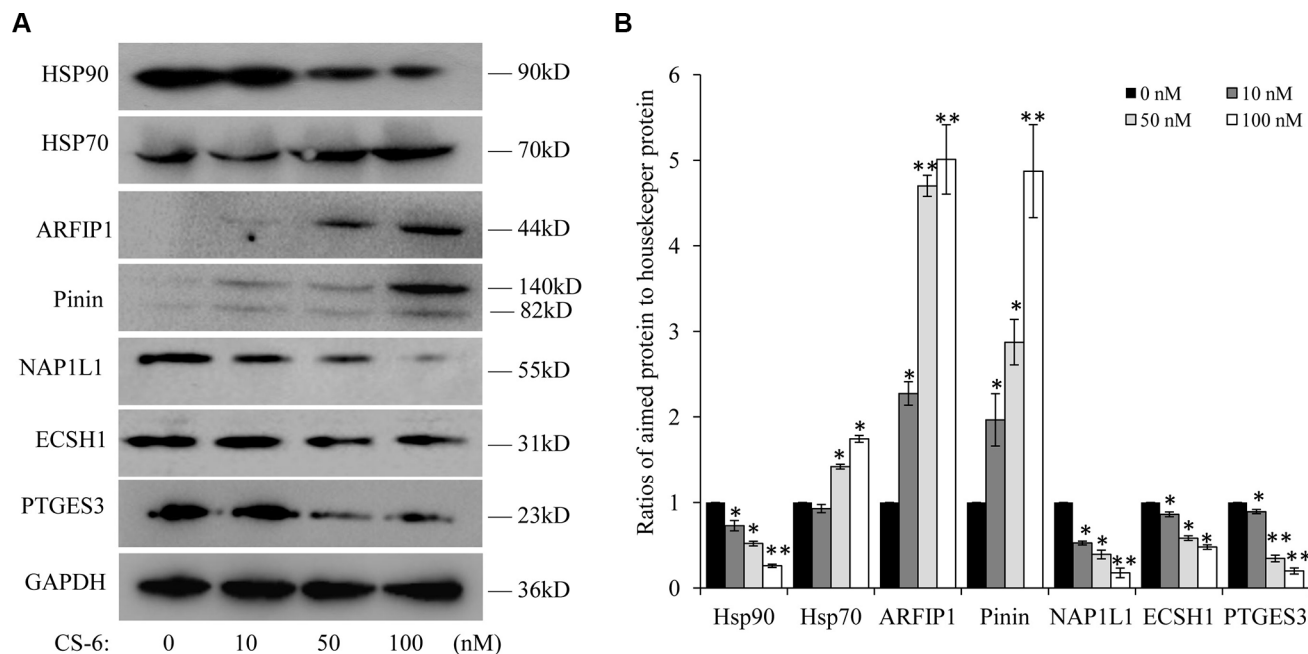 A
HSP90
— 90kD
HSP70
— 70kD
ARFIP1
— 44kD
Pinin
— 140kD
— 82kD
NAP1L1
— 55kD
ECSH1
— 31kD
PTGES3
— 23kD
GAPDH
— 36kD
CS-6: 0 10 50 100 (nM)
B
Ratios of aimed protein to housekeeper protein
6
5
4
3
2
1
0
0 nM 10 nM
50 nM 100 nM
* * **
* *
* ** **
* * **
* * **
* * *
* ** **
Hsp90 Hsp70 ARFIP1 Pinin NAP1L1 ECSH1 PTGES3